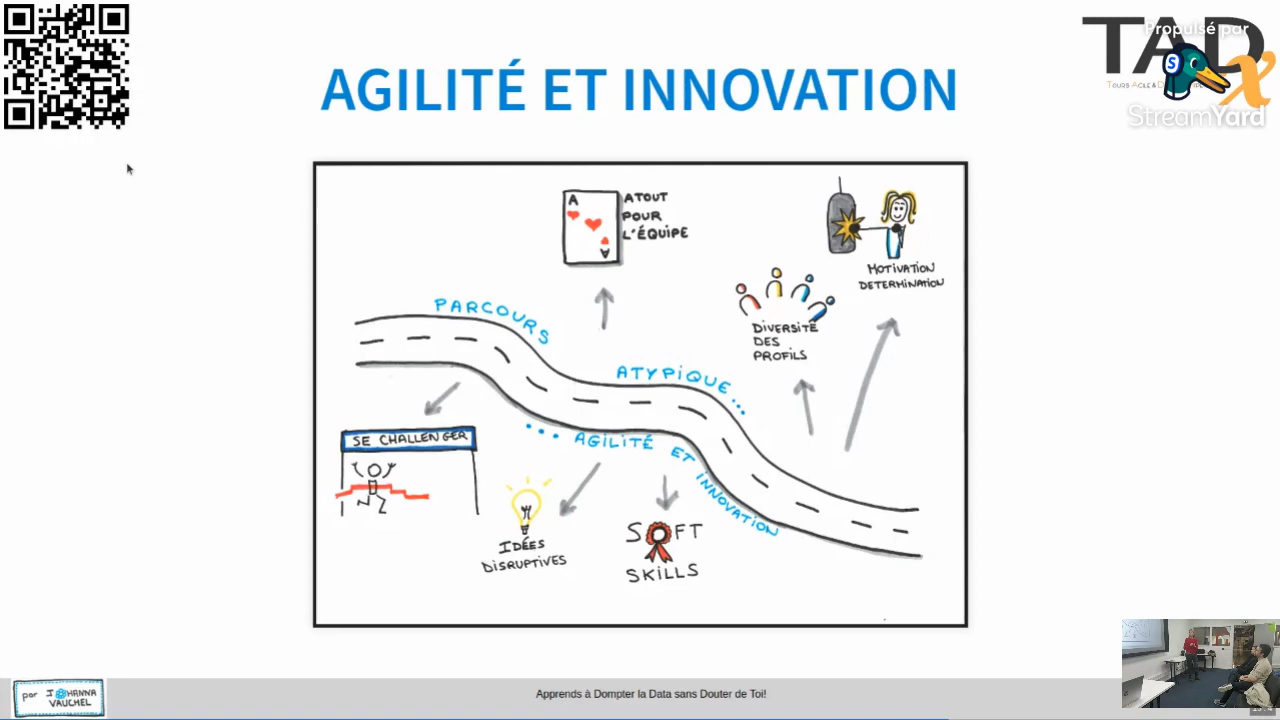 Propulsé par
TAD
StreamYard
AGILITÉ ET INNOVATION
A
ATOUT
POUR
L'ÉQUIPE
A
MOTIVATION
DETERMINATION
DIVERSITÉ
DES
PROFILS
PARCOURS
ATYPIQUE...
... AGILITÉ ET INNOVATION
SE CHALLENGER
IDÉES
DISRUPTIVES
SOFT
SKILLS
par JOHANNA
VAUCHEL
Apprends à Dompter la Data sans Douter de Toi!